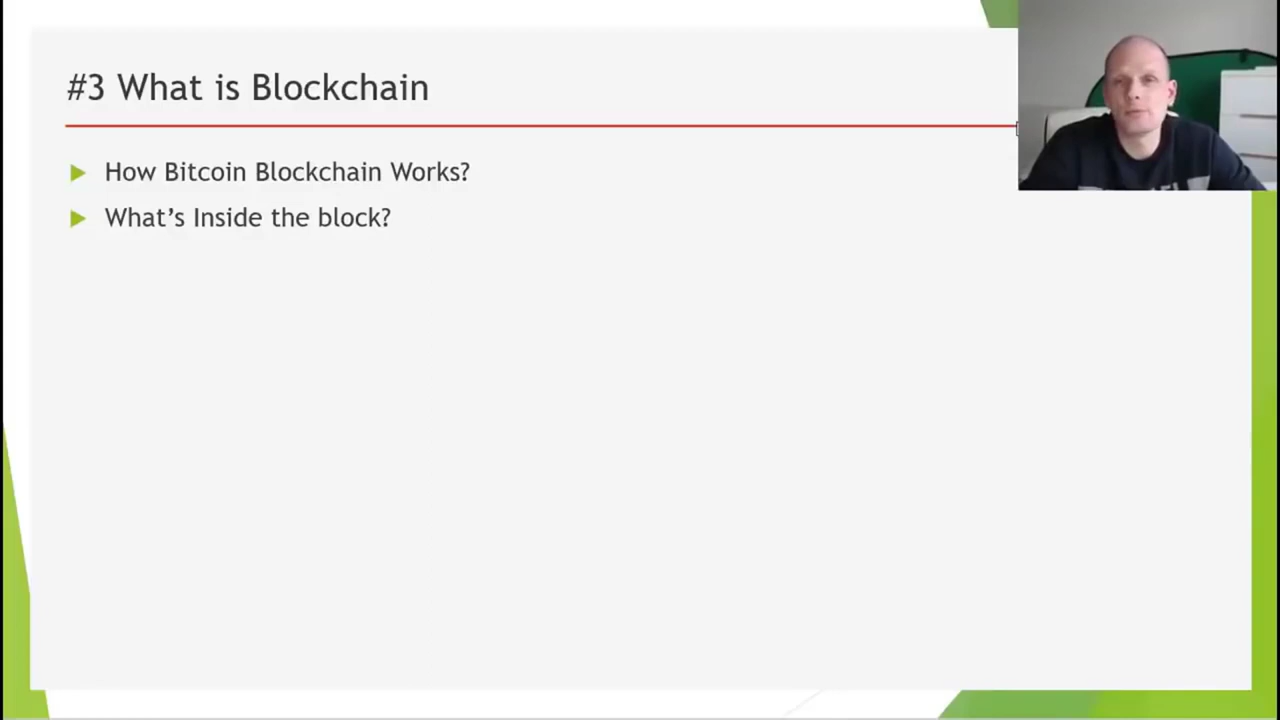 #3 What is Blockchain
How Bitcoin Blockchain Works?
What’s Inside the block?